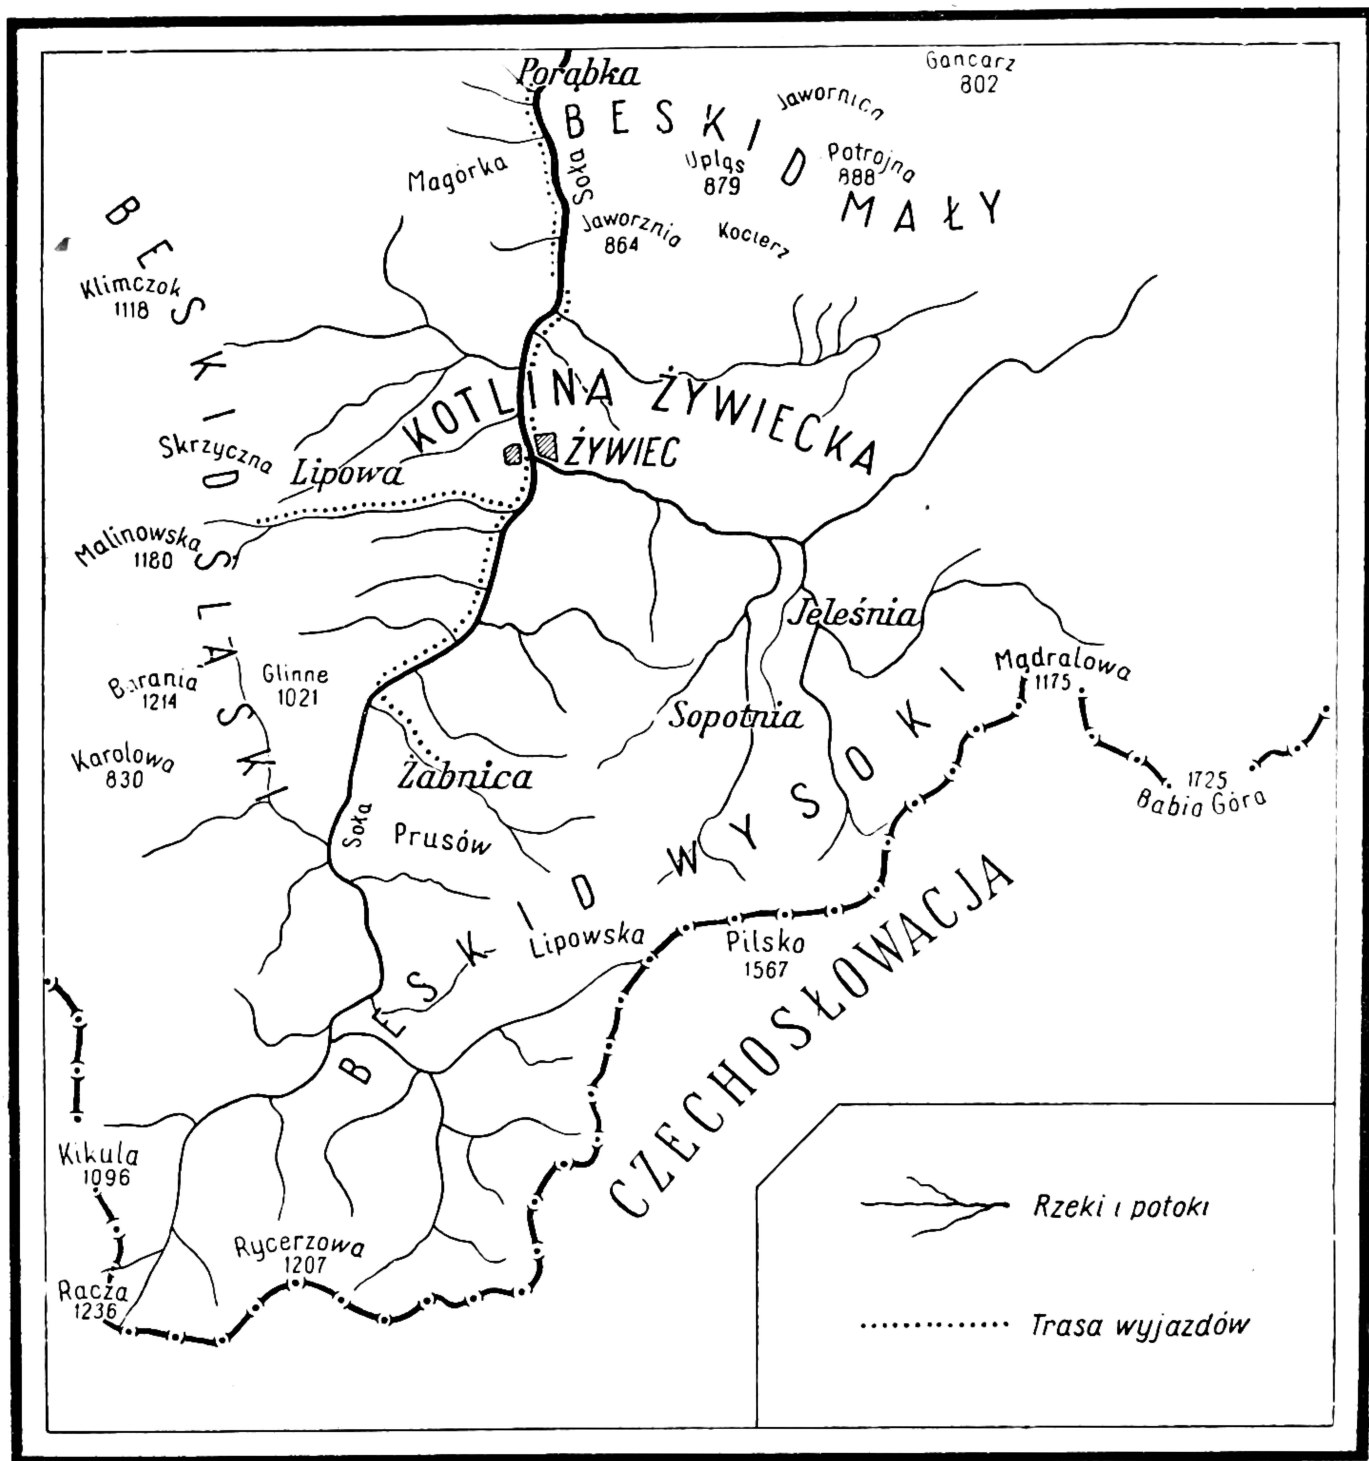 Gancarz
802
Porąbka
Jawornica
BESKID MAŁY
Soła
Upląs
879
Potrojna
888
Magórka
Jaworznia
864
Kocierz
BESKID ŚLĄSKI
Klimczok
1118
KOTLINA ŻYWIECKA
Skrzyczna
Lipowa
ŻYWIEC
Malinowska
1180
Jeleśnia
Barania
1214
Glinne
1021
Mądralowa
1175
Sopotnia
Karolowa
830
Żabnica
1725
Babia Góra
Soła
Prusów
BESKID WYSOKI
Lipowska
Pilsko
1567
CZECHOSŁOWACJA
Kikula
1096
Rycerzowa
1207
Racza
1236
Rzeki i potoki
Trasa wyjazdów